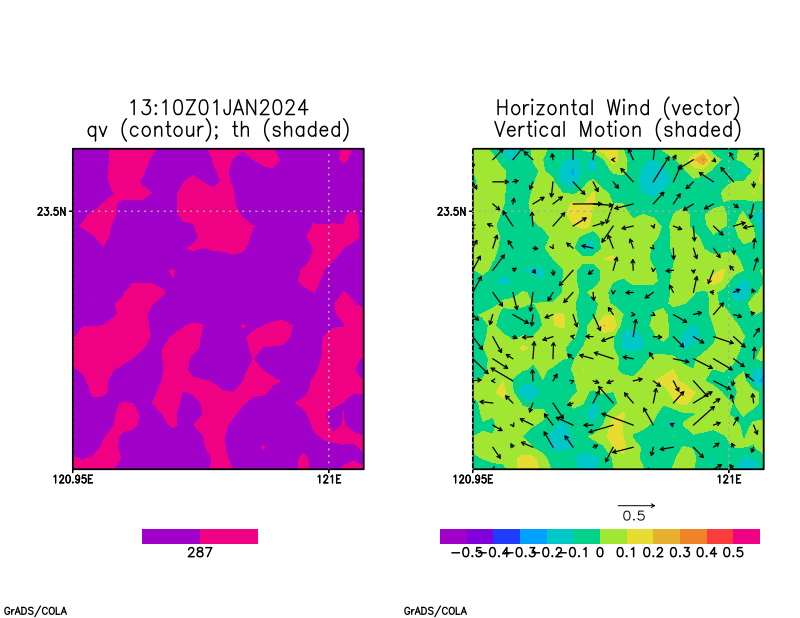 13:10Z01JAN2024
qv (contour); th (shaded)
23.5N
120.95E
121E
287
Horizontal Wind (vector)
Vertical Motion (shaded)
23.5N
120.95E
121E
0.5
-0.5 -0.4 -0.3 -0.2 -0.1 0 0.1 0.2 0.3 0.4 0.5
GrADS/COLA
GrADS/COLA